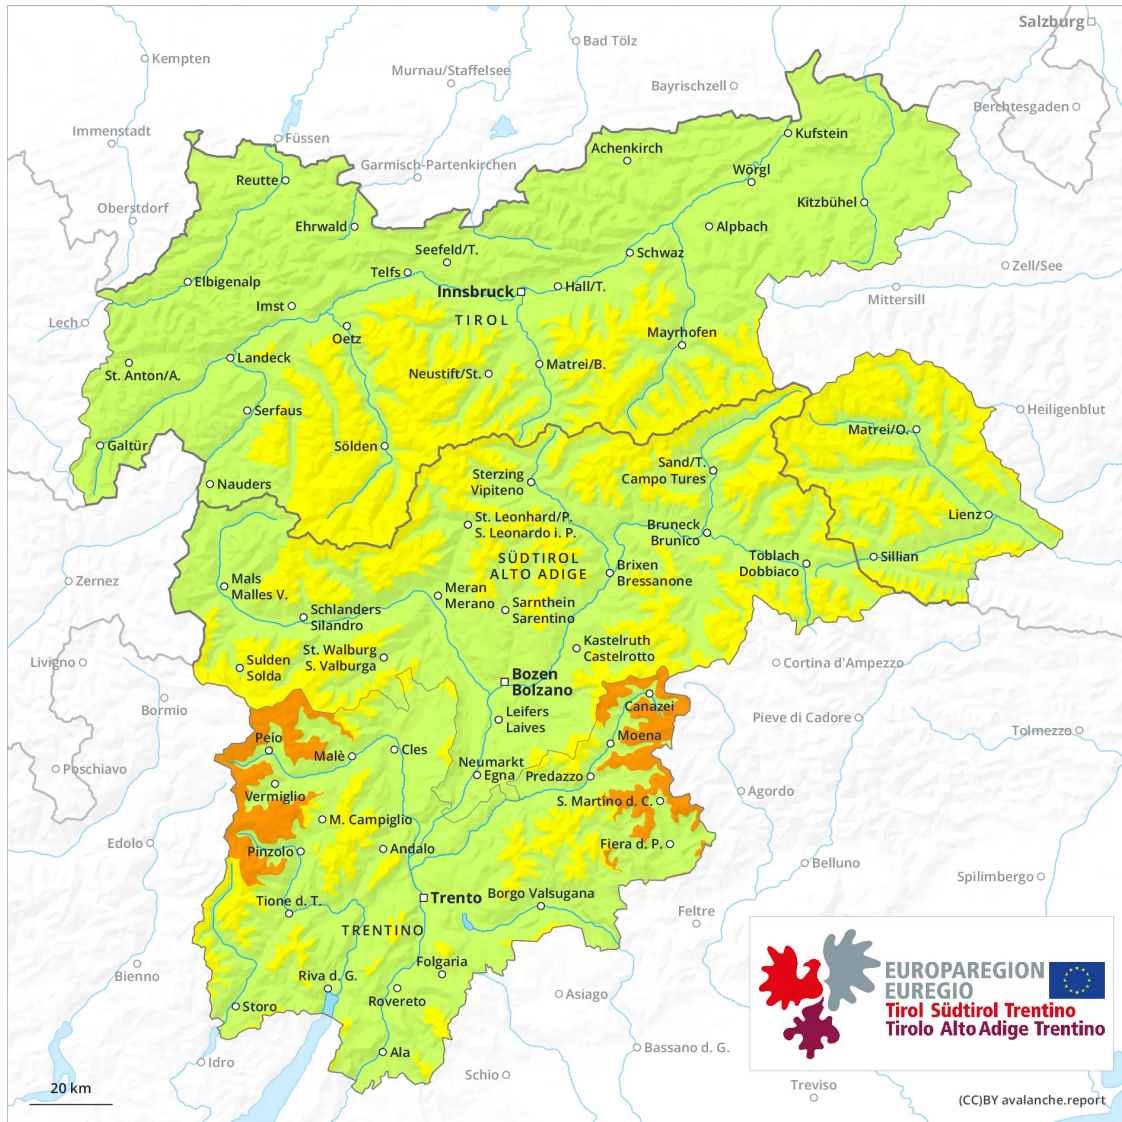 Salzburg
Bad Tölz
Kempten
Murnau/Staffelsee
Bayrischzell
Berchtesgaden
Immenstadt
Füssen
Kufstein
Achenkirch
Garmisch-Partenkirchen
Wörgl
Reutte
Oberstdorf
Kitzbühel
Ehrwald
Alpbach
Seefeld/T.
Schwaz
Zell/See
Telfs
Elbigenalp
Hall/T.
Innsbruck
Mittersill
Imst
TIROL
Lech
Mayrhofen
Oetz
Landeck
Matrei/B.
St. Anton/A.
Neustift/St.
Serfaus
Heiligenblut
Matrei/O.
Galtür
Sölden
Sand/T.
Campo Tures
Sterzing
Vipiteno
Nauders
Lienz
St. Leonhard/P.
S. Leonardo i. P.
Bruneck
Brunico
SÜDTIROL
ALTO ADIGE
Toblach
Dobbiaco
Sillian
Brixen
Bressanone
Zernez
Mals
Malles V.
Meran
Merano
Sarnthein
Sarentino
Schlanders
Silandro
Kastelruth
Castelrotto
St. Walburg
S. Valburga
Livigno
Sulden
Solda
Cortina d'Ampezzo
Bozen
Bolzano
Bormio
Canazei
Leifers
Laives
Pieve di Cadore
Tolmezzo
Peio
Moena
Cles
Malè
Neumarkt
Egna
Predazzo
Poschiavo
Vermiglio
Agordo
S. Martino d. C.
M. Campiglio
Edolo
Pinzolo
Andalo
Fiera d. P.
Belluno
Spilimbergo
Trento
Borgo Valsugana
Tione d. T.
Feltre
TRENTINO
Folgaria
Bienno
Riva d. G.
Rovereto
Asiago
Storo
EUROPAREGION
EUREGIO
Tirol Südtirol Trentino
Tirolo Alto Adige Trentino
Ala
Bassano d. G.
Idro
Schio
20 km
Treviso
(CC)BY avalanche.report